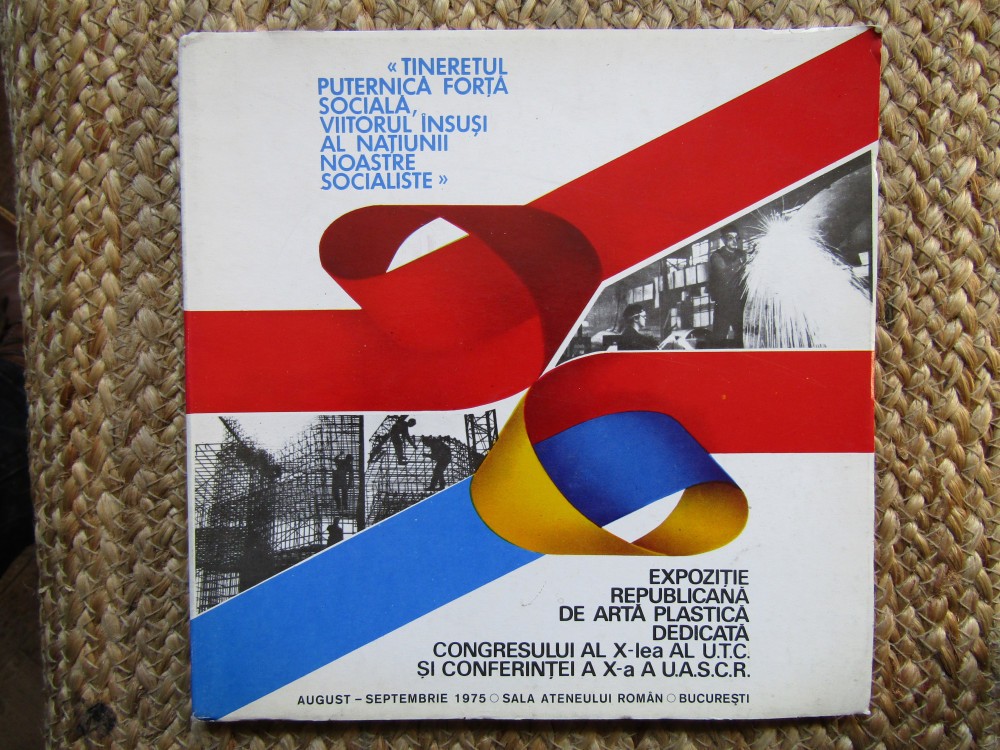 « TINERETUL
PUTERNICĂ FORȚĂ
SOCIALĂ,
VIITORUL ÎNSUȘI
AL NAȚIUNII
NOASTRE
SOCIALISTE »
EXPOZIȚIE
REPUBLICANĂ
DE ARTĂ PLASTICĂ
DEDICATĂ
CONGRESULUI AL X-lea AL U.T.C.
ȘI CONFERINȚEI A X-a A U.A.S.C.R.
AUGUST – SEPTEMBRIE 1975 ○ SALA ATENEULUI ROMÂN ○ BUCUREȘTI